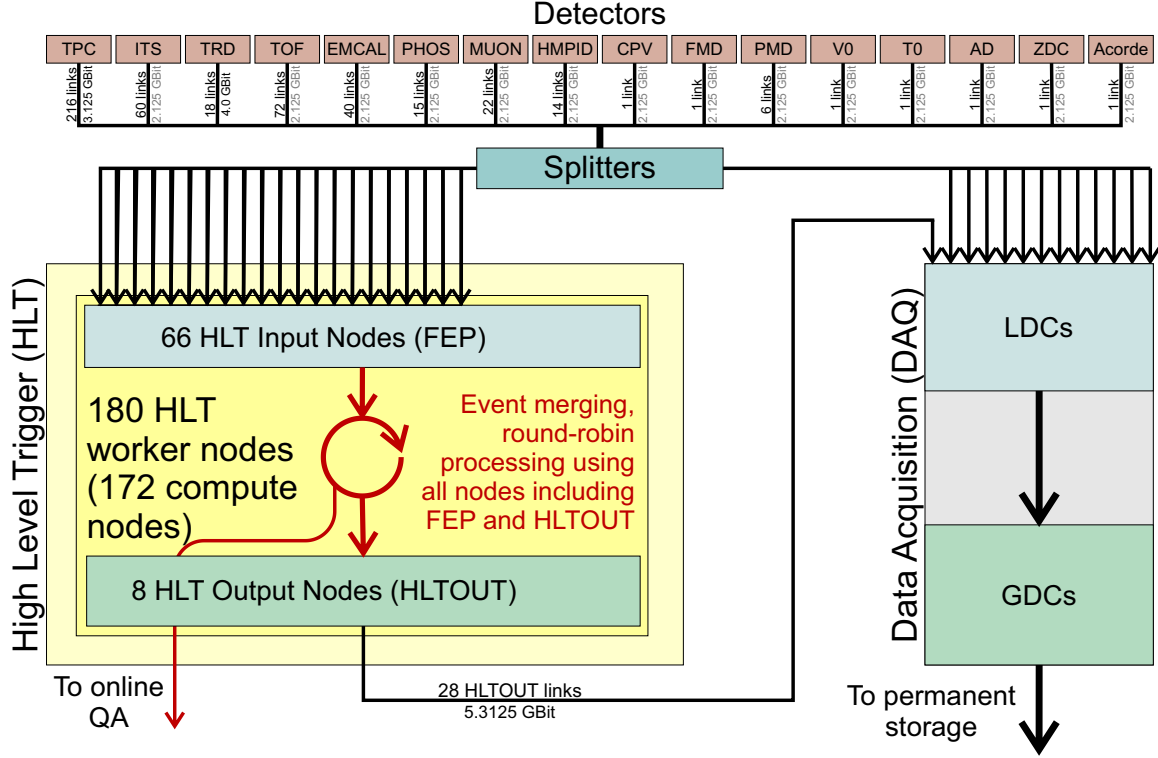 Detectors
TPC ITS TRD TOF EMCAL PHOS MUON HMPID CPV FMD PMD V0 T0 AD ZDC Acorde
216 links
3.125 GBit
60 links
2.125 GBit
18 links
4.0 GBit
72 links
2.125 GBit
40 links
2.125 GBit
15 links
2.125 GBit
22 links
2.125 GBit
14 links
2.125 GBit
1 link
2.125 GBit
1 link
2.125 GBit
6 links
2.125 GBit
1 link
2.125 GBit
1 link
2.125 GBit
1 link
2.125 GBit
1 link
2.125 GBit
1 link
2.125 GBit
Splitters
High Level Trigger (HLT)
66 HLT Input Nodes (FEP)
180 HLT
worker nodes
(172 compute
nodes)
Event merging,
round-robin
processing using
all nodes including
FEP and HLTOUT
8 HLT Output Nodes (HLTOUT)
To online
QA
28 HLTOUT links
5.3125 GBit
Data Acquisition (DAQ)
LDCs
GDCs
To permanent
storage